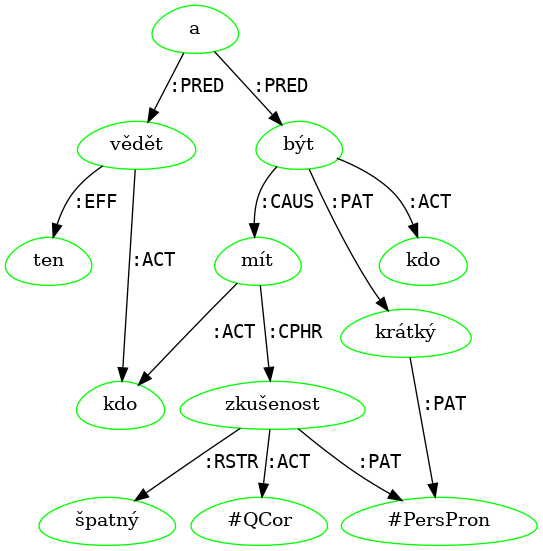 a
:PRED :PRED
vědět být
:EFF :ACT :CAUS :PAT :ACT
ten mít kdo
:ACT :CPHR krátký
kdo zkušenost :PAT
:RSTR :ACT :PAT
špatný #QCor #PersPron